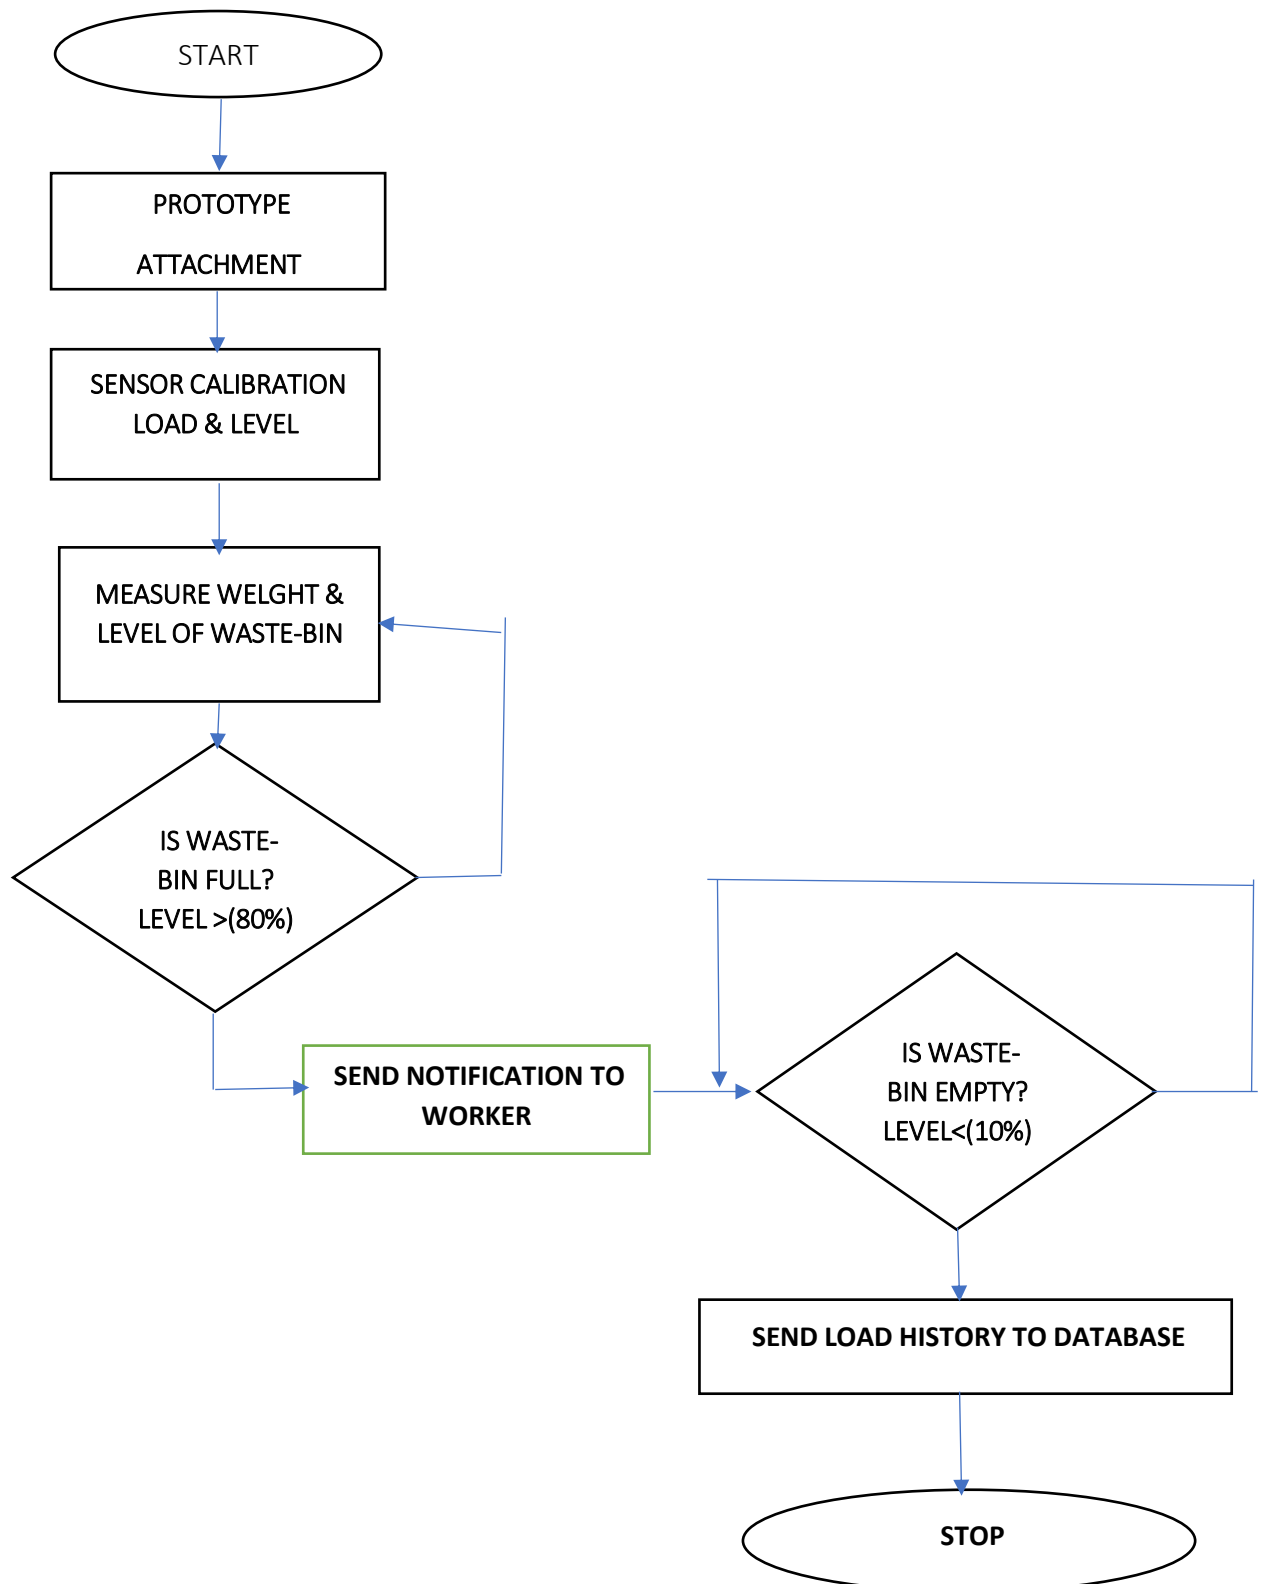 START
PROTOTYPE
ATTACHMENT
SENSOR CALIBRATION
LOAD & LEVEL
MEASURE WELGHT &
LEVEL OF WASTE-BIN
IS WASTE-
BIN FULL?
LEVEL >(80%)
SEND NOTIFICATION TO
WORKER
IS WASTE-
BIN EMPTY?
LEVEL<(10%)
SEND LOAD HISTORY TO DATABASE
STOP